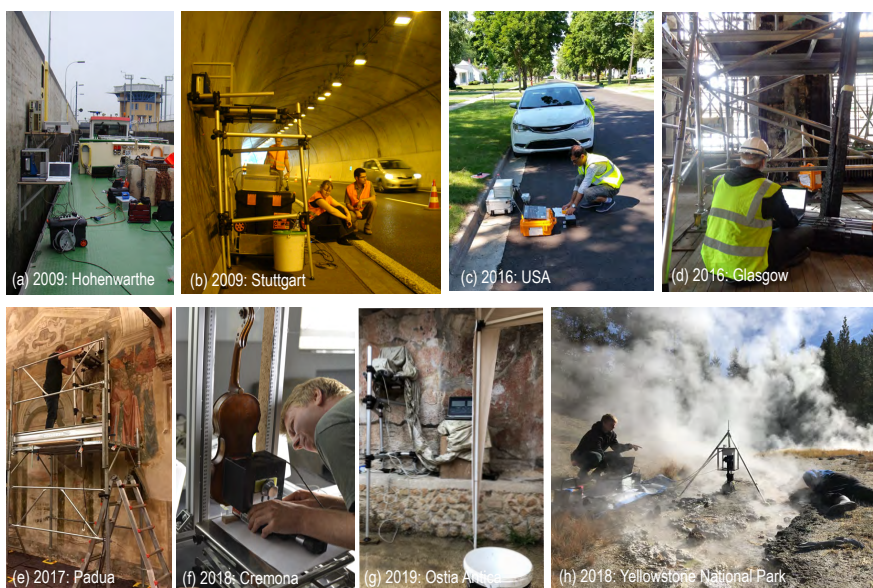 (a) 2009: Hohenwarthe
(b) 2009: Stuttgart
(c) 2016: USA
(d) 2016: Glasgow
(e) 2017: Padua
(f) 2018: Cremona
(g) 2019: Ostia Antica
(h) 2018: Yellowstone National Park